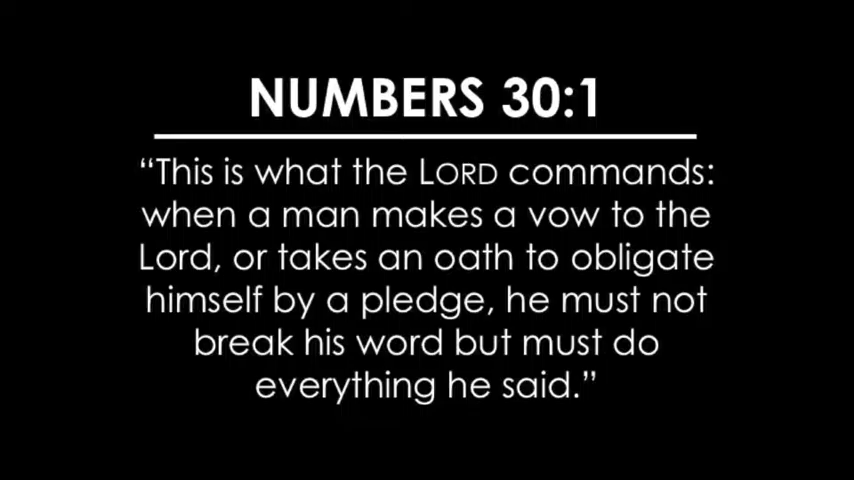 NUMBERS 30:1
“This is what the LORD commands:
when a man makes a vow to the
Lord, or takes an oath to obligate
himself by a pledge, he must not
break his word but must do
everything he said.”